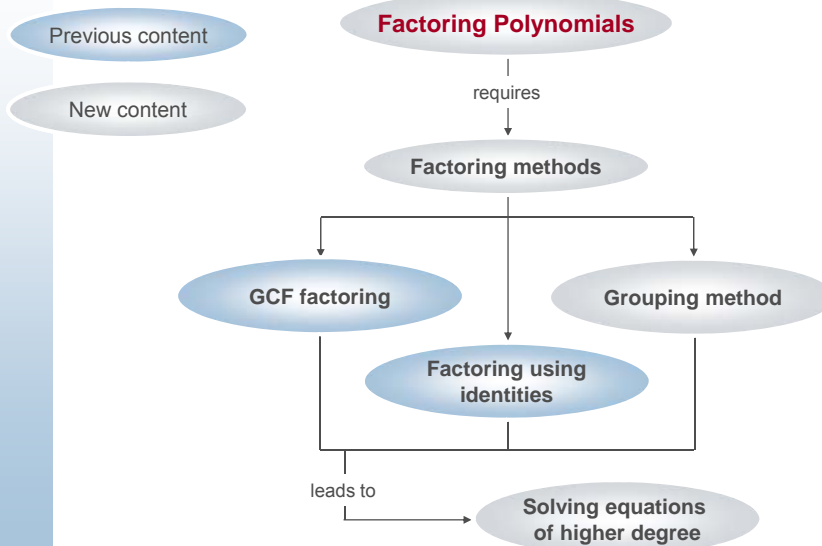 Previous content
New content
Factoring Polynomials
requires
Factoring methods
GCF factoring
Grouping method
Factoring using
identities
leads to
Solving equations
of higher degree